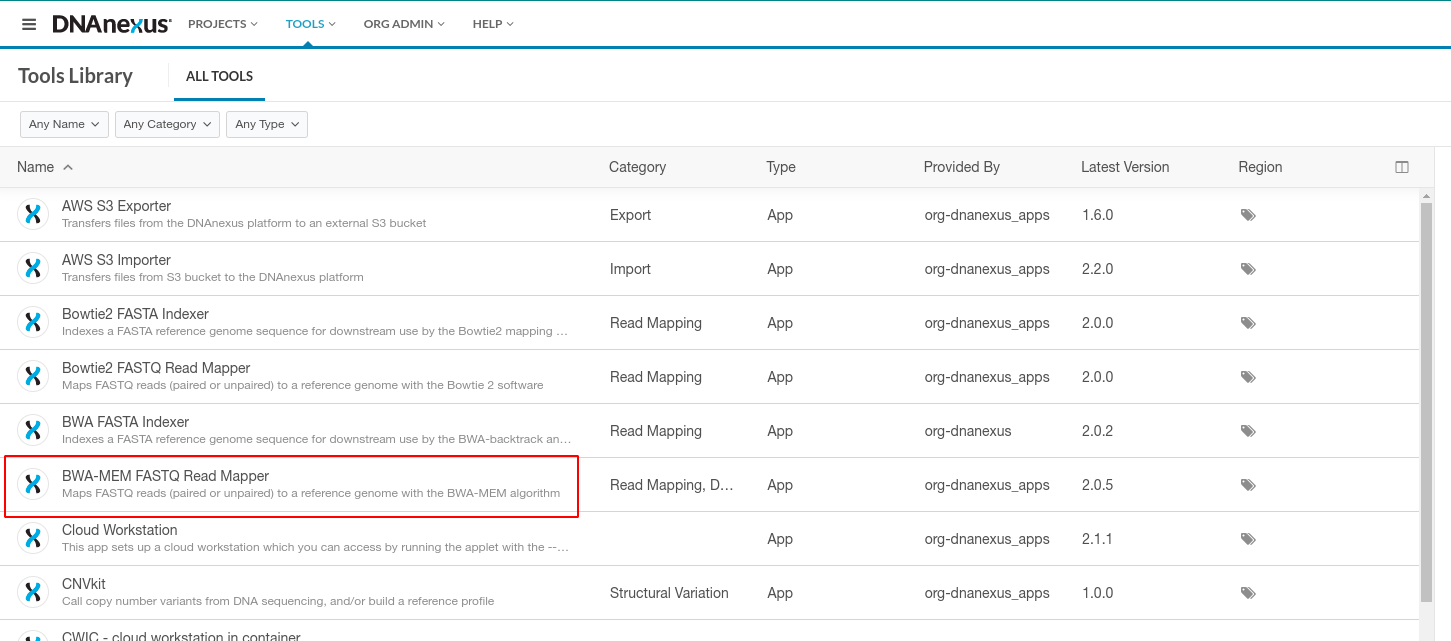 DNAnexus PROJECTS TOOLS ORG ADMIN HELP
Tools Library ALL TOOLS
Any Name Any Category Any Type
Name Category Type Provided By Latest Version Region
AWS S3 Exporter
Transfers files from the DNAnexus platform to an external S3 bucket
Export App org-dnanexus_apps 1.6.0
AWS S3 Importer
Transfers files from S3 bucket to the DNAnexus platform
Import App org-dnanexus_apps 2.2.0
Bowtie2 FASTA Indexer
Indexes a FASTA reference genome sequence for downstream use by the Bowtie2 mapping ...
Read Mapping App org-dnanexus_apps 2.0.0
Bowtie2 FASTQ Read Mapper
Maps FASTQ reads (paired or unpaired) to a reference genome with the Bowtie 2 software
Read Mapping App org-dnanexus_apps 2.0.0
BWA FASTA Indexer
Indexes a FASTA reference genome sequence for downstream use by the BWA-backtrack an...
Read Mapping App org-dnanexus 2.0.2
BWA-MEM FASTQ Read Mapper
Maps FASTQ reads (paired or unpaired) to a reference genome with the BWA-MEM algorithm
Read Mapping, D... App org-dnanexus_apps 2.0.5
Cloud Workstation
This app sets up a cloud workstation which you can access by running the applet with the --...
App org-dnanexus_apps 2.1.1
CNVkit
Call copy number variants from DNA sequencing, and/or build a reference profile
Structural Variation App org-dnanexus_apps 1.0.0
CWIC - cloud workstation in container